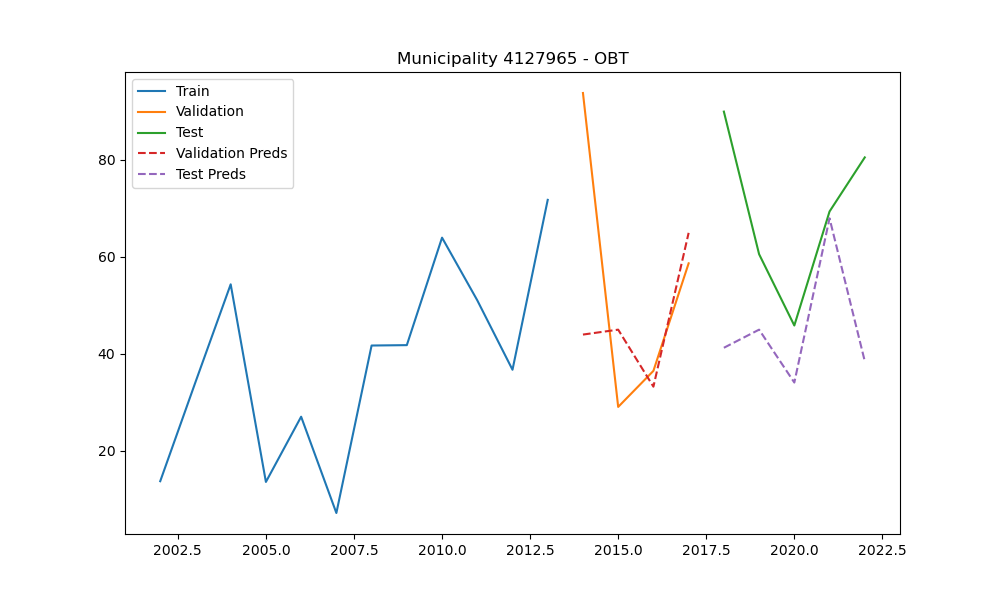 Municipality 4127965 - OBT
Train
Validation
Test
Validation Preds
Test Preds
80
60
40
20
2002.5 2005.0 2007.5 2010.0 2012.5 2015.0 2017.5 2020.0 2022.5